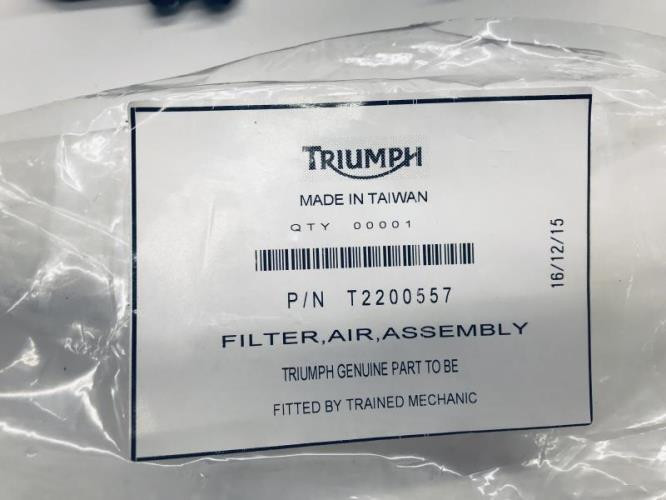 TRIUMPH
MADE IN TAIWAN
QTY 00001
P/N T2200557
FILTER,AIR,ASSEMBLY
TRIUMPH GENUINE PART TO BE
FITTED BY TRAINED MECHANIC
16/12/15